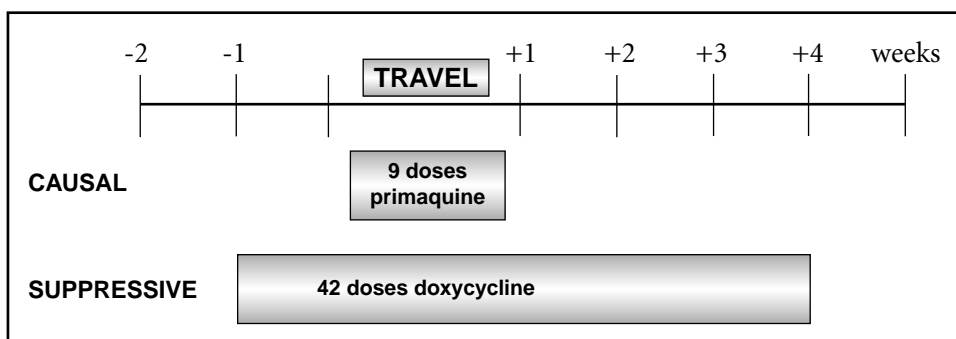 -2 -1 +1 +2 +3 +4 weeks
TRAVEL
CAUSAL
9 doses
primaquine
SUPPRESSIVE
42 doses doxycycline